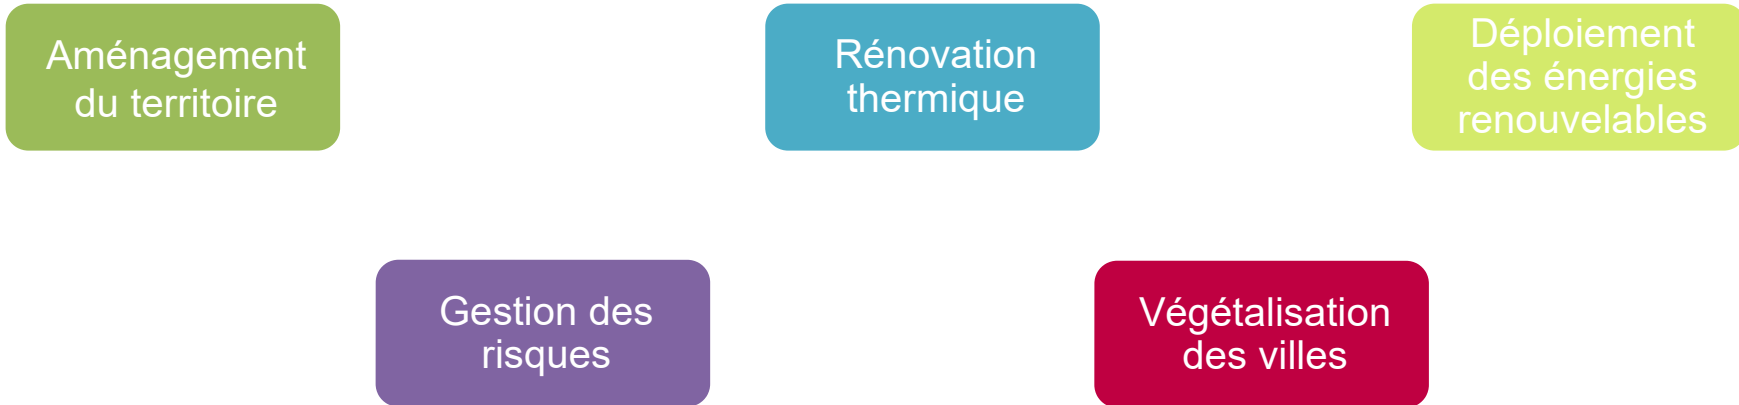 Aménagement
du territoire
Rénovation
thermique
Déploiement
des énergies
renouvelables
Gestion des
risques
Végétalisation
des villes